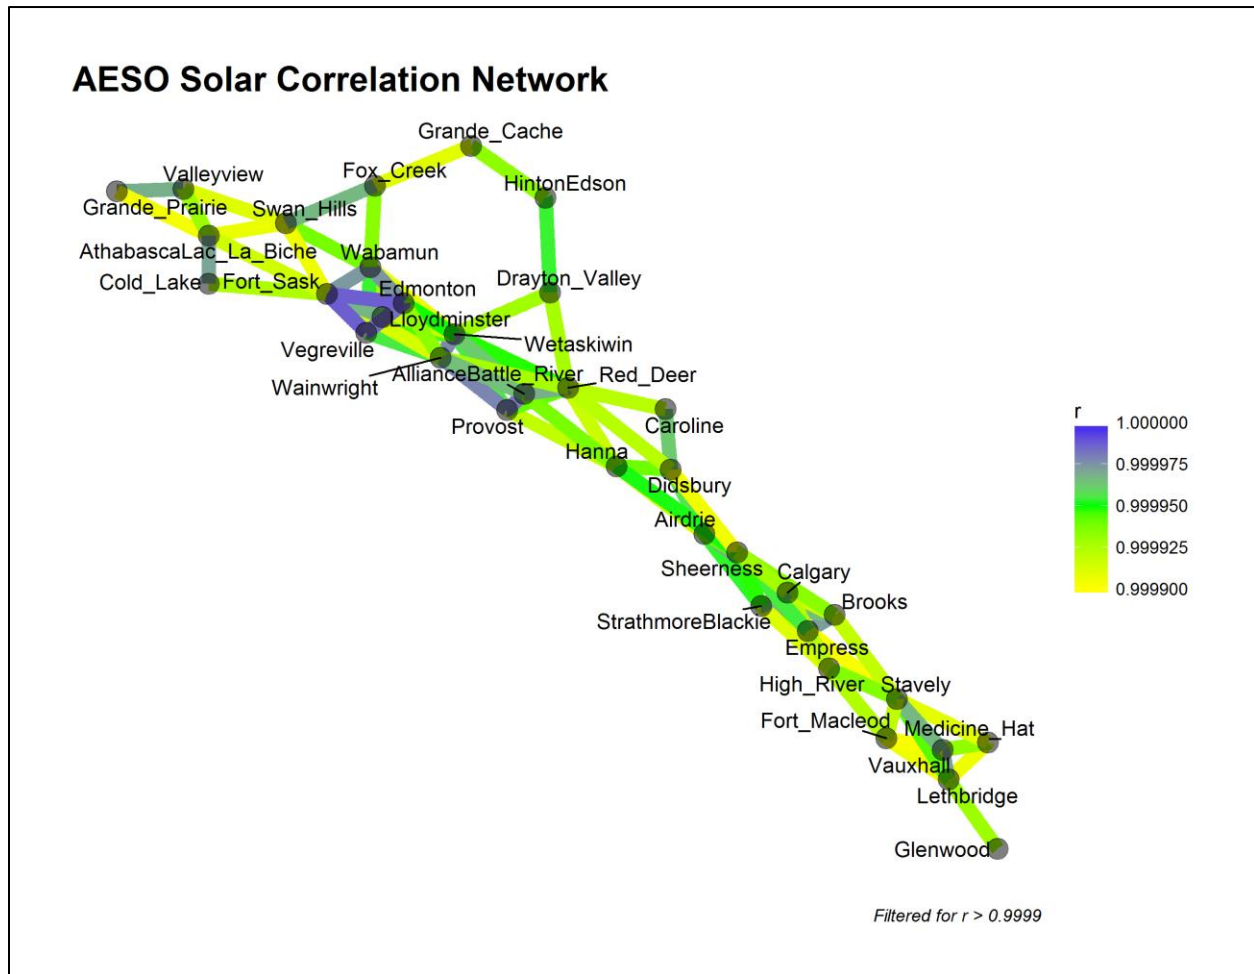 AESO Solar Correlation Network
Grande_Cache
Valleyview
Fox_Creek
HintonEdson
Grande_Prairie
Swan_Hills
AthabascaLac_La_Biche
Wabamun
Cold_Lake
Fort_Sask
Edmonton
Drayton_Valley
Lloydminster
Wetaskiwin
Vegreville
Wainwright
AllianceBattle_River
Red_Deer
Provost
Caroline
Hanna
Didsbury
Airdrie
Sheerness
Calgary
Brooks
StrathmoreBlackie
Empress
High_River
Stavely
Fort_Macleod
Medicine_Hat
Vauxhall
Lethbridge
Glenwood
r
1.000000
0.999975
0.999950
0.999925
0.999900
Filtered for r > 0.9999